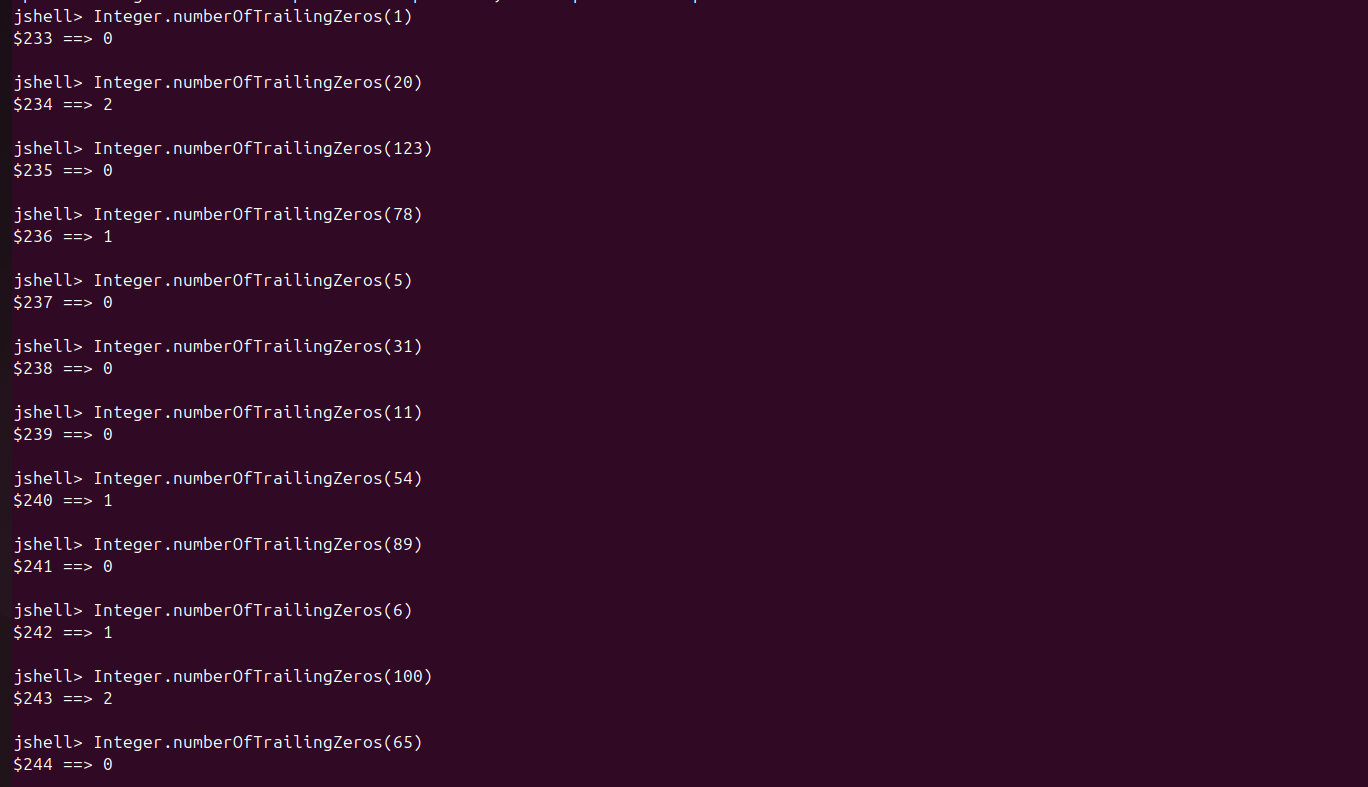 jshell> Integer.numberOfTrailingZeros(1)
$233 ==> 0
jshell> Integer.numberOfTrailingZeros(20)
$234 ==> 2
jshell> Integer.numberOfTrailingZeros(123)
$235 ==> 0
jshell> Integer.numberOfTrailingZeros(78)
$236 ==> 1
jshell> Integer.numberOfTrailingZeros(5)
$237 ==> 0
jshell> Integer.numberOfTrailingZeros(31)
$238 ==> 0
jshell> Integer.numberOfTrailingZeros(11)
$239 ==> 0
jshell> Integer.numberOfTrailingZeros(54)
$240 ==> 1
jshell> Integer.numberOfTrailingZeros(89)
$241 ==> 0
jshell> Integer.numberOfTrailingZeros(6)
$242 ==> 1
jshell> Integer.numberOfTrailingZeros(100)
$243 ==> 2
jshell> Integer.numberOfTrailingZeros(65)
$244 ==> 0